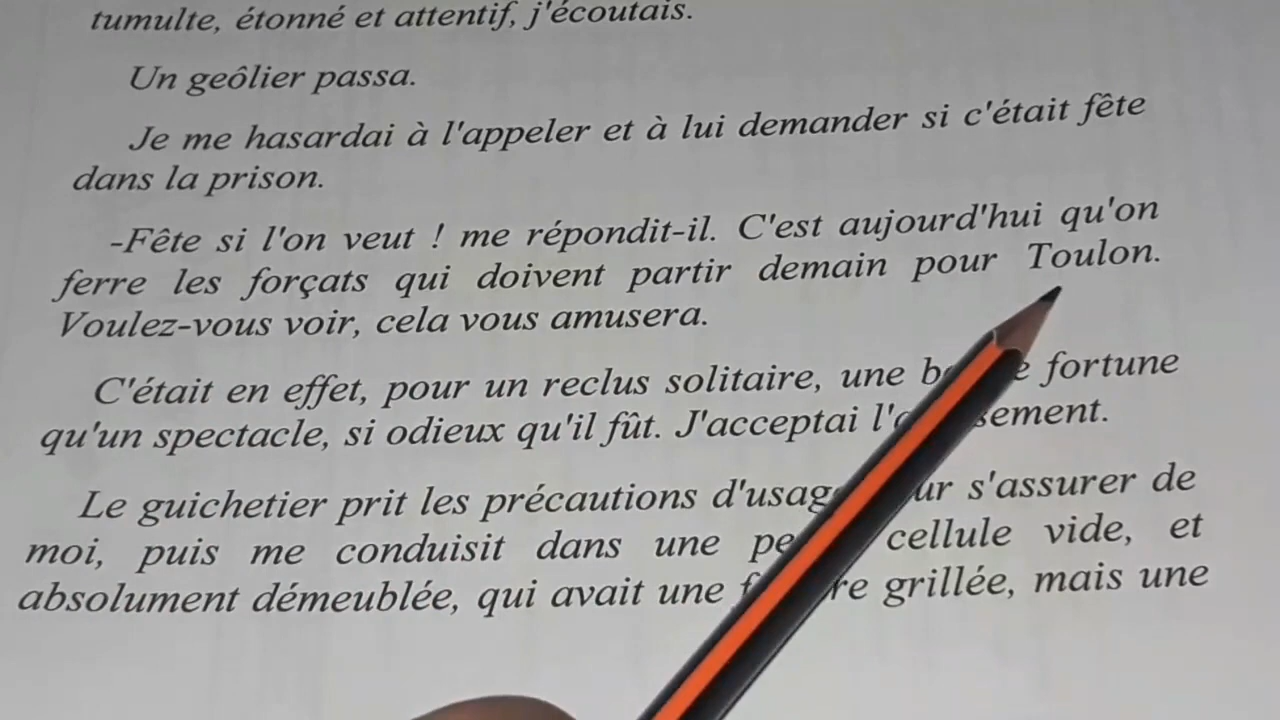 tumulte, étonné et attentif, j'écoutais.
Un geôlier passa.
Je me hasardai à l'appeler et à lui demander si c'était fête
dans la prison.
-Fête si l'on veut ! me répondit-il. C'est aujourd'hui qu'on
ferre les forçats qui doivent partir demain pour Toulon.
Voulez-vous voir, cela vous amusera.
C'était en effet, pour un reclus solitaire, une fortune
qu'un spectacle, si odieux qu'il fût. J'acceptai
Le guichetier prit les précautions d'usage s'assurer de
moi, puis me conduisit dans une cellule vide, et
absolument démeublée, qui avait une grillée, mais une